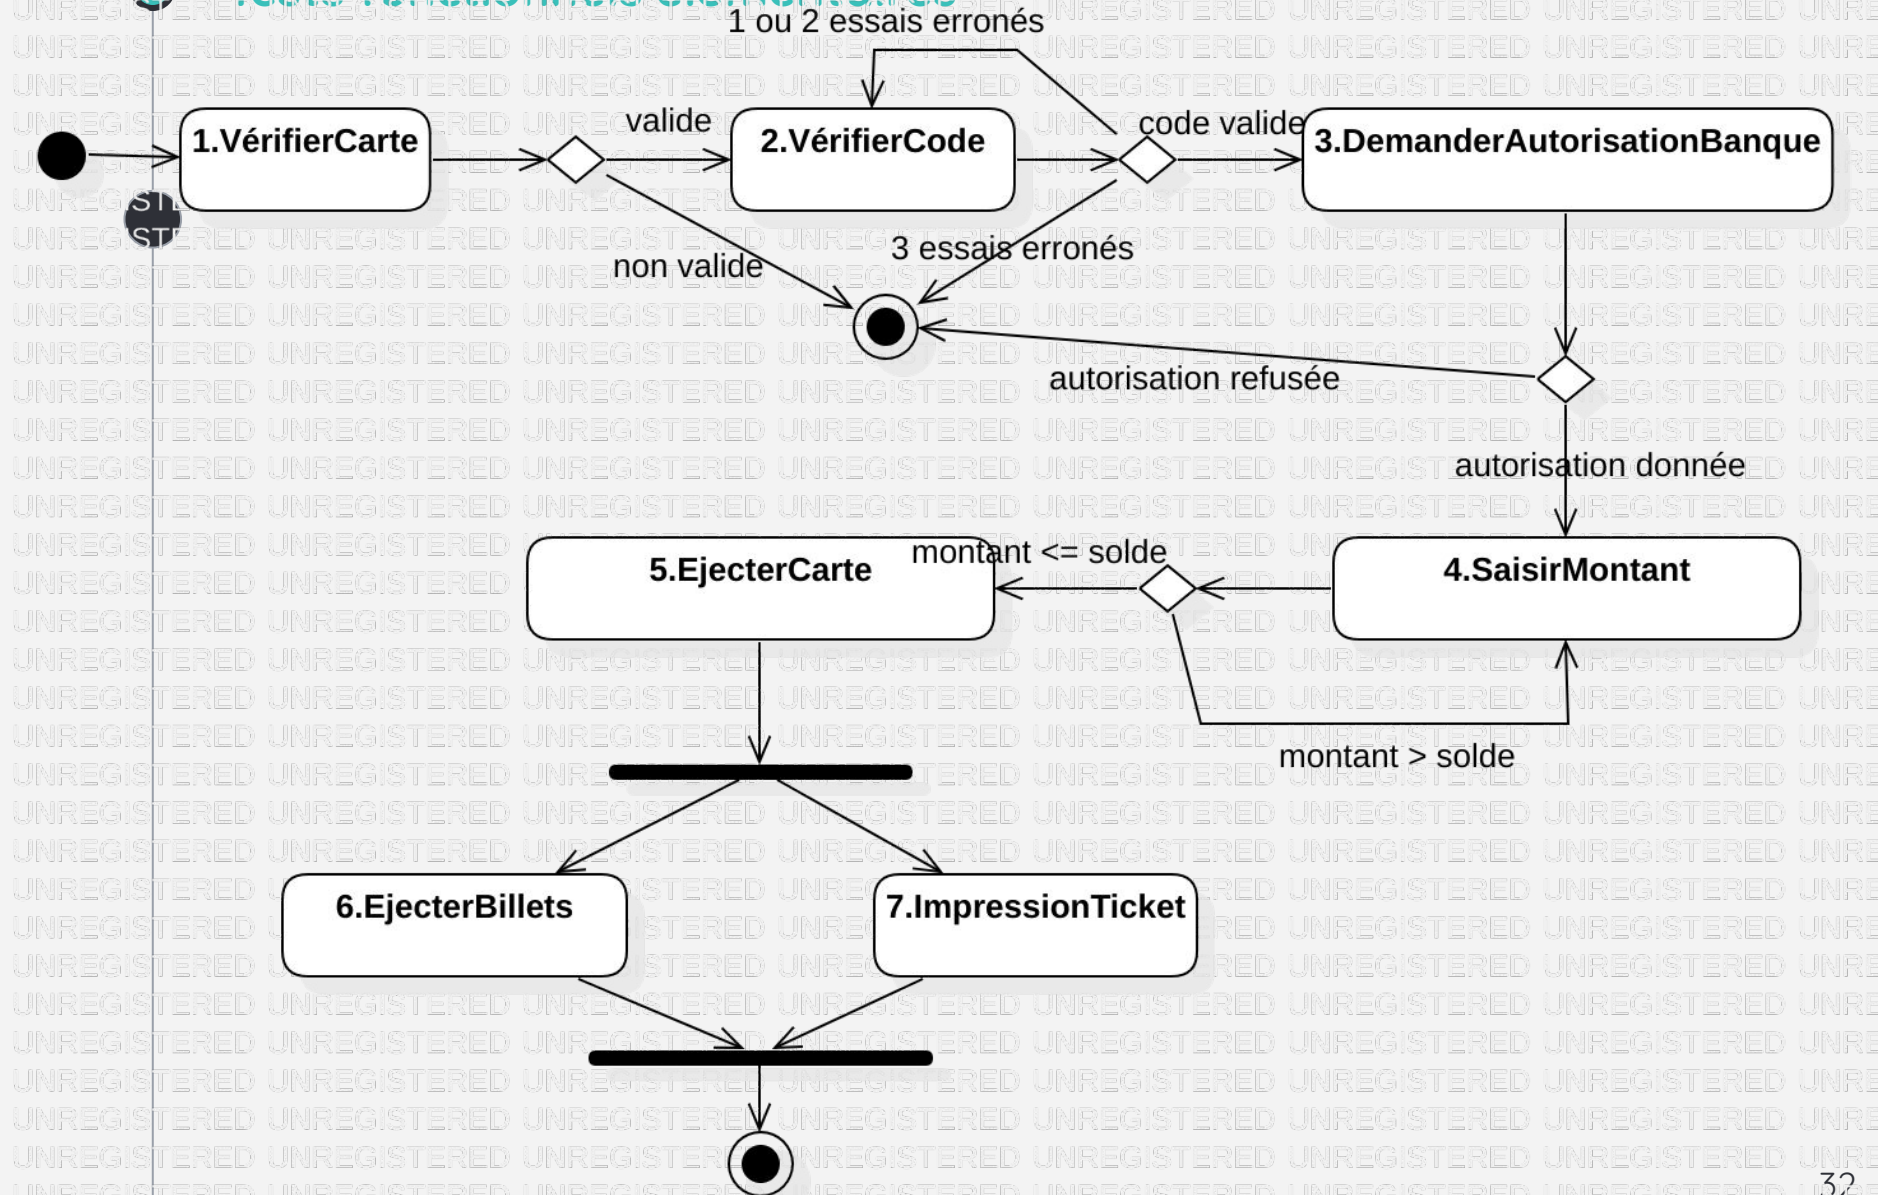 1 ou 2 essais erronés
valide
code valide
1.VérifierCarte
2.VérifierCode
3.DemanderAutorisationBanque
non valide
3 essais erronés
autorisation refusée
autorisation donnée
montant <= solde
5.EjecterCarte
4.SaisirMontant
montant > solde
6.EjecterBillets
7.ImpressionTicket
32